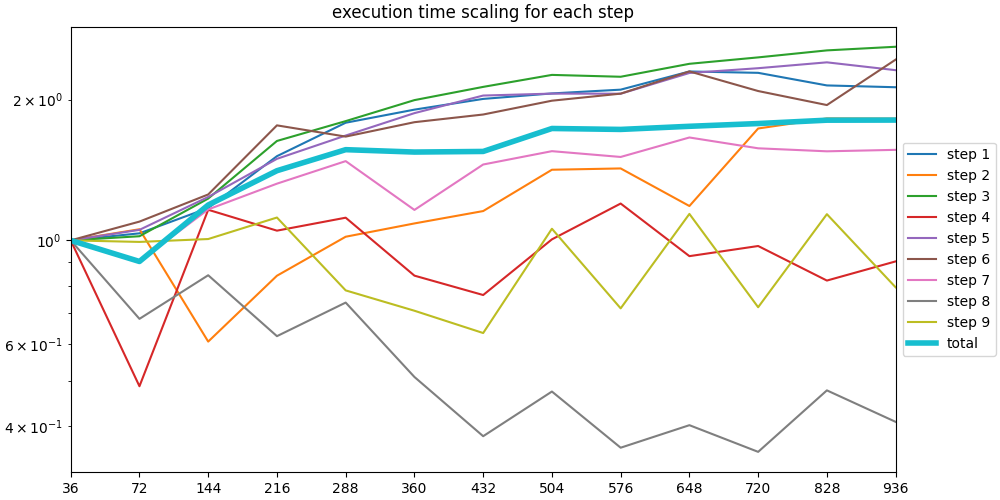 execution time scaling for each step
2 × 10⁰
10⁰
6 × 10⁻¹
4 × 10⁻¹
36 72 144 216 288 360 432 504 576 648 720 828 936
step 1
step 2
step 3
step 4
step 5
step 6
step 7
step 8
step 9
total